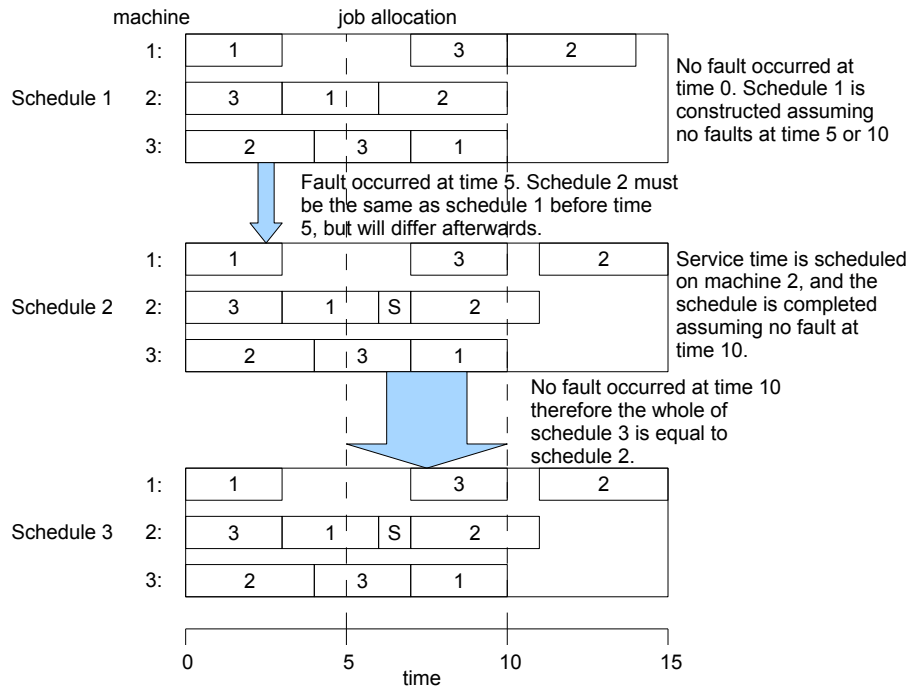 machine job allocation
1: 1 3 2
No fault occurred at
time 0. Schedule 1 is
constructed assuming
no faults at time 5 or 10
Schedule 1 2: 3 1 2
3: 2 3 1
Fault occurred at time 5. Schedule 2 must
be the same as schedule 1 before time
5, but will differ afterwards.
1: 1 3 2
Service time is scheduled
on machine 2, and the
schedule is completed
assuming no fault at
time 10.
Schedule 2 2: 3 1 S 2
3: 2 3 1
No fault occurred at time 10
therefore the whole of
schedule 3 is equal to
schedule 2.
1: 1 3 2
Schedule 3 2: 3 1 S 2
3: 2 3 1
0 5 10 15
time